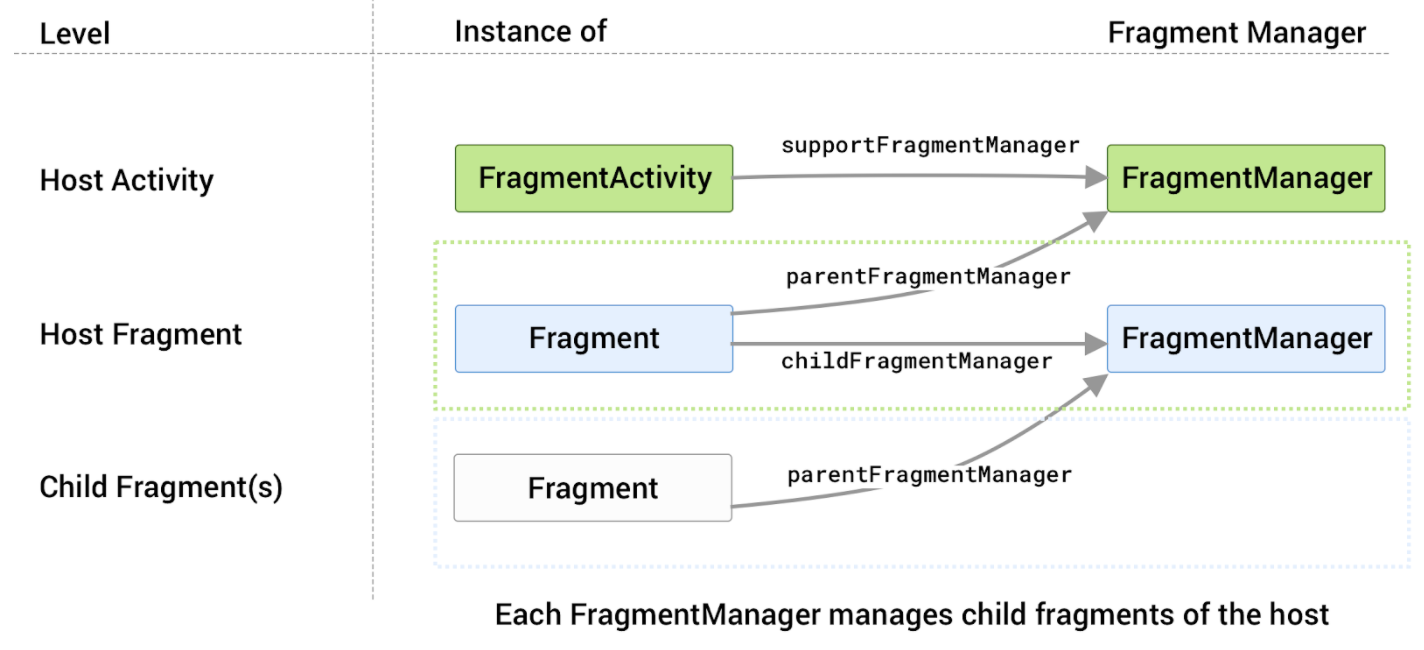 Level
Instance of
Fragment Manager
Host Activity
FragmentActivity
supportFragmentManager
FragmentManager
parentFragmentManager
Host Fragment
Fragment
childFragmentManager
FragmentManager
Child Fragment(s)
Fragment
parentFragmentManager
Each FragmentManager manages child fragments of the host